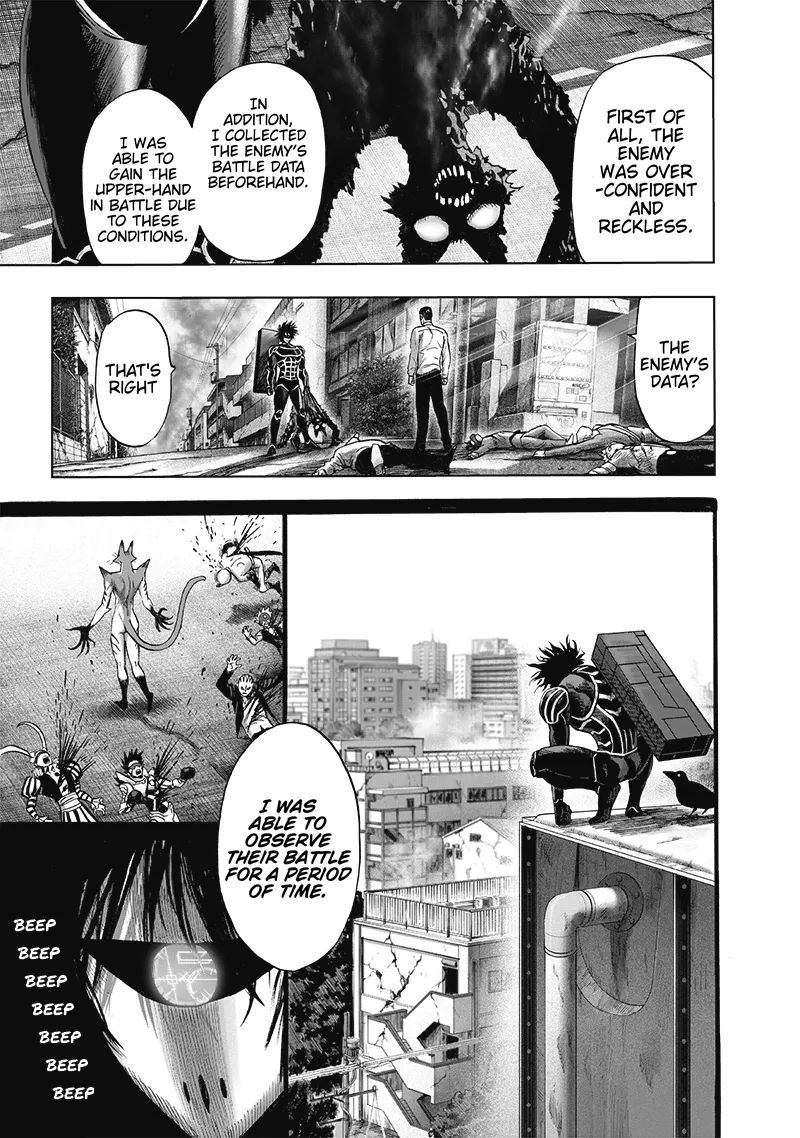 FIRST OF
ALL, THE
ENEMY
WAS OVER
-CONFIDENT
AND
RECKLESS.
IN
ADDITION,
I COLLECTED
THE ENEMY'S
BATTLE DATA
BEFOREHAND.
I WAS
ABLE TO
GAIN THE
UPPER-HAND
IN BATTLE DUE
TO THESE
CONDITIONS.
THE
ENEMY'S
DATA?
THAT'S
RIGHT
I WAS
ABLE TO
OBSERVE
THEIR BATTLE
FOR A PERIOD
OF TIME.
BEEP
BEEP
BEEP
BEEP
BEEP
BEEP
BEEP